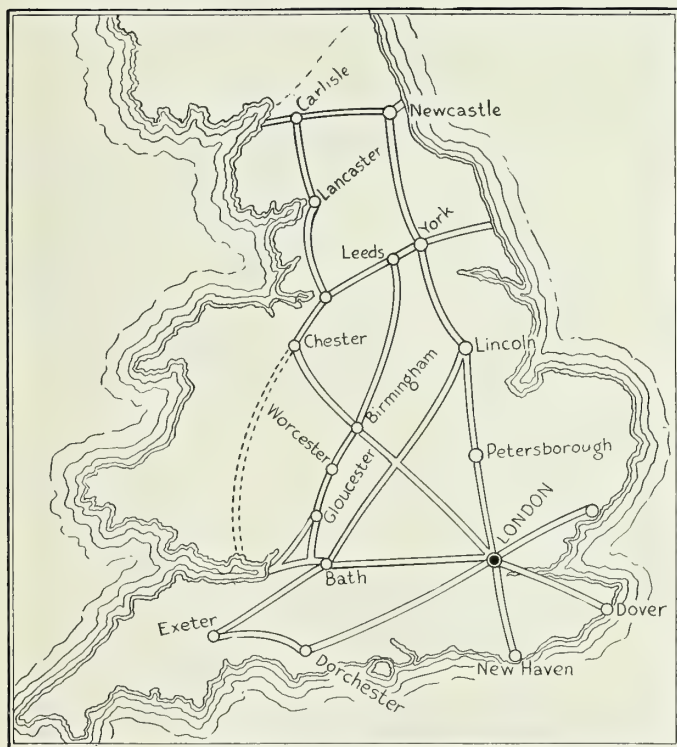 Carlisle
Newcastle
Lancaster
York
Leeds
Chester
Lincoln
Birmingham
Worcester
Petersborough
Gloucester
LONDON
Bath
Exeter
Dover
Dorchester
New Haven